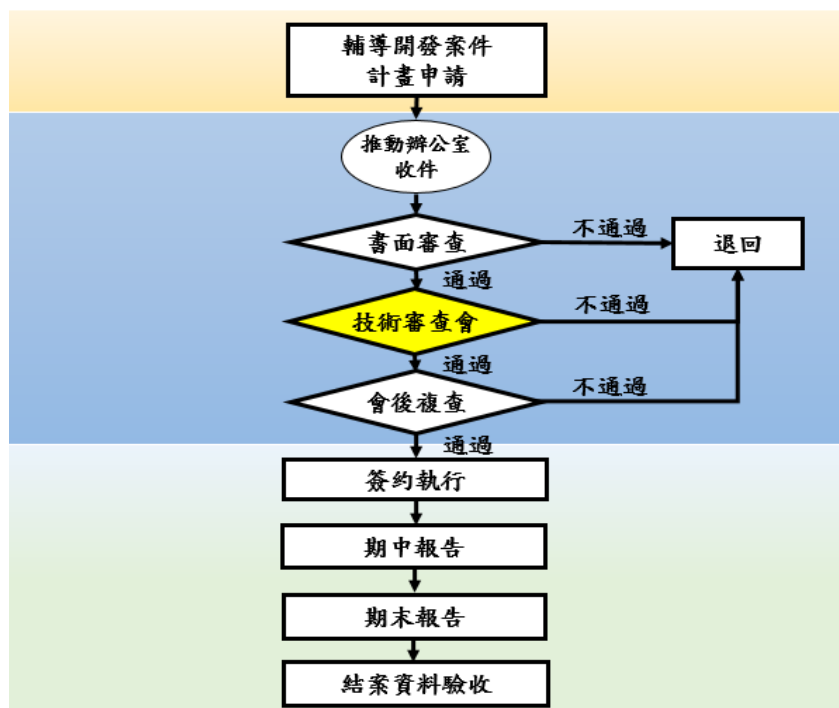 輔導開發案件
計畫申請
推動辦公室
收件
書面審查
不通過
退回
通過
技術審查會
不通過
通過
會後複查
不通過
通過
簽約執行
期中報告
期末報告
結案資料驗收